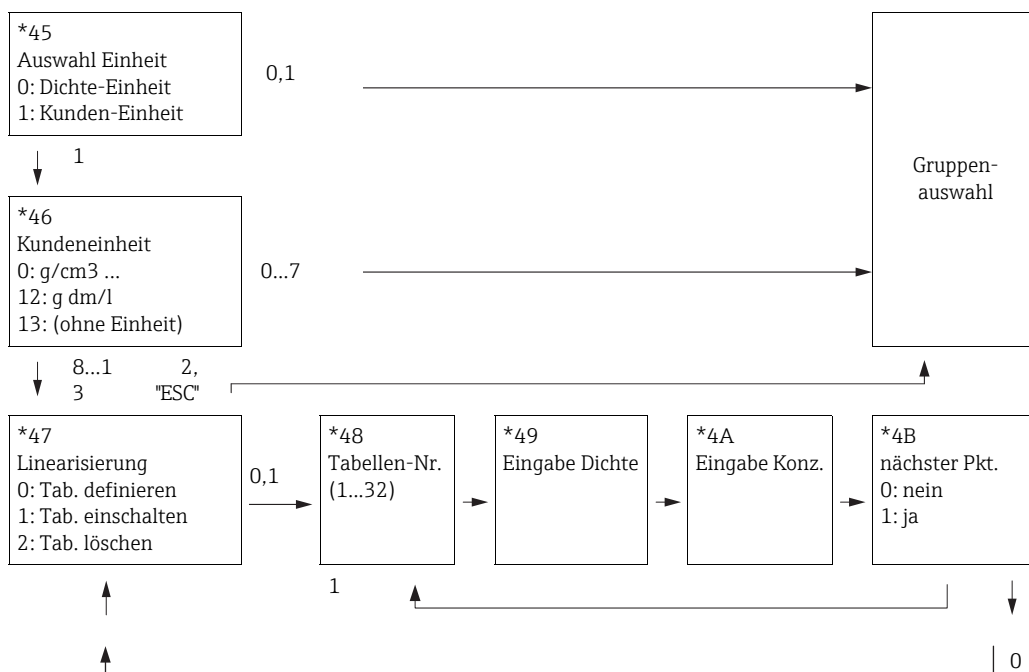 *45
Auswahl Einheit
0: Dichte-Einheit
1: Kunden-Einheit
0,1
Gruppen-
auswahl
1
*46
Kundeneinheit
0: g/cm3 ...
12: g dm/l
13: (ohne Einheit)
0...7
8...1 2,
3 "ESC"
*47
Linearisierung
0: Tab. definieren
1: Tab. einschalten
2: Tab. löschen
0,1
*48
Tabellen-Nr.
(1...32)
*49
Eingabe Dichte
*4A
Eingabe Konz.
*4B
nächster Pkt.
0: nein
1: ja
1
0